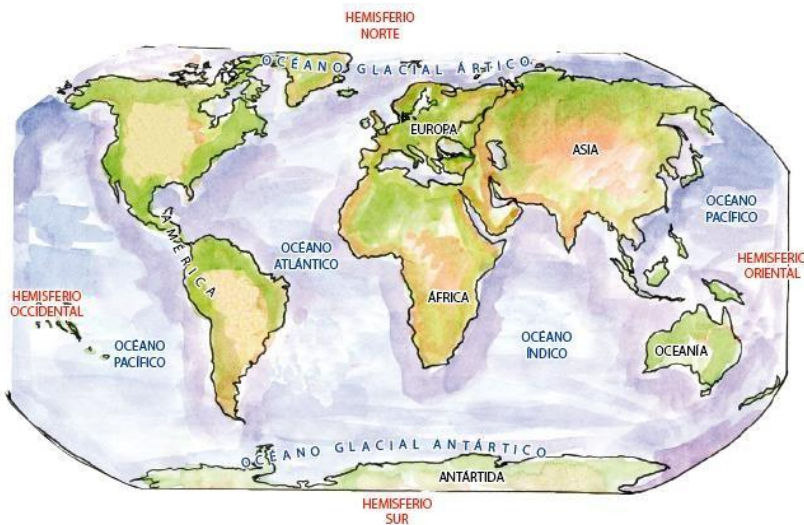 HEMISFERIO
NORTE
OCÉANO GLACIAL ÁRTICO
EUROPA
ASIA
AMÉRICA
OCÉANO
ATLÁNTICO
OCÉANO
PACÍFICO
HEMISFERIO
OCCIDENTAL
ÁFRICA
HEMISFERIO
ORIENTAL
OCÉANO
PACÍFICO
OCÉANO
ÍNDICO
OCEANÍA
OCÉANO GLACIAL ANTÁRTICO
ANTÁRTIDA
HEMISFERIO
SUR